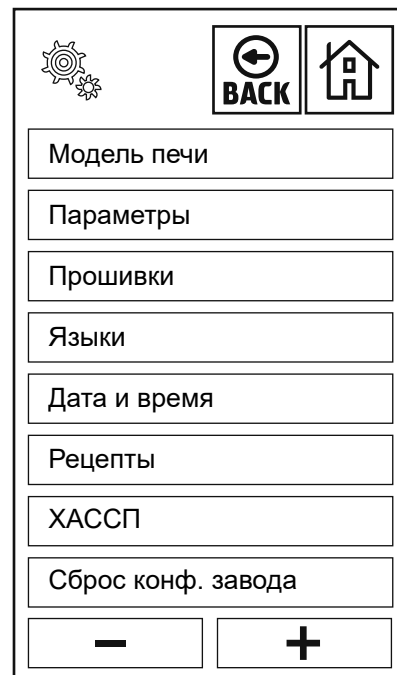 BACK
Модель печи
Параметры
Прошивки
Языки
Дата и время
Рецепты
ХАССП
Сброс конф. завода
− +